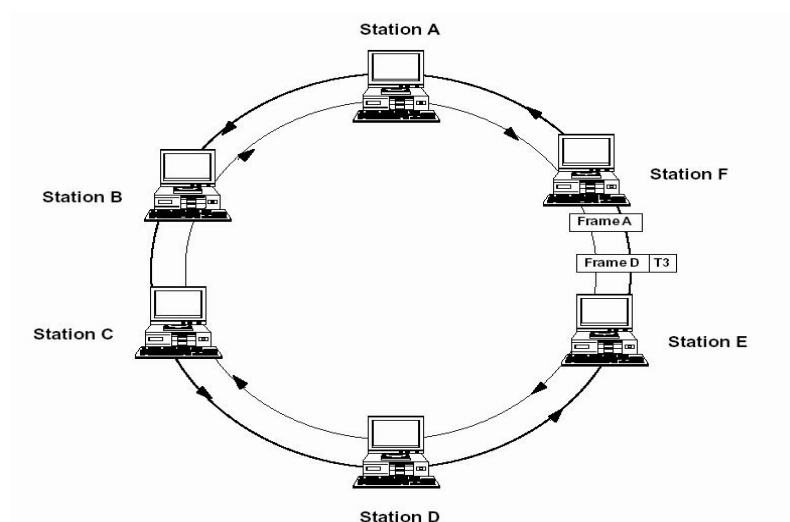 Station A
Station B
Station F
Frame A
Frame D T3
Station C
Station E
Station D